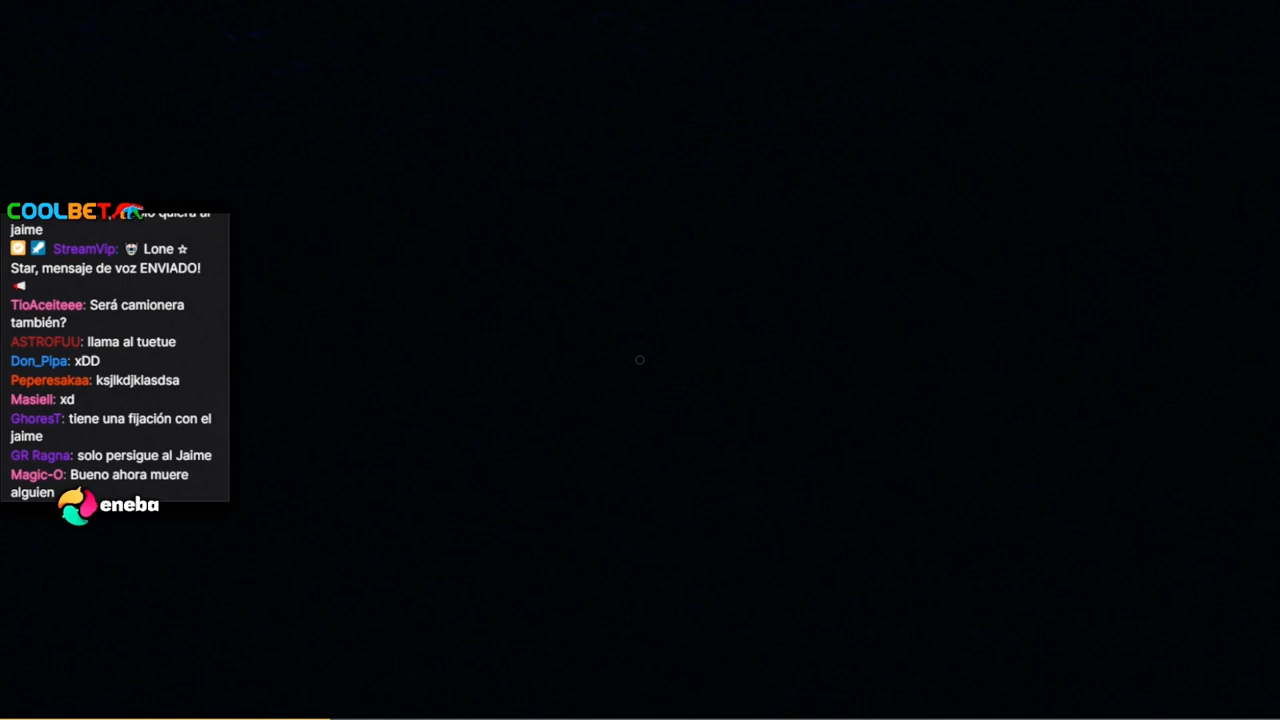 COOLBET
quiera al
jaime
StreamVip: Lone ☆
Star, mensaje de voz ENVIADO!
TioAceiteee: Será camionera
también?
ASTROFUU: llama al tuetue
Don_Pipa: xDD
Peperesakaa: ksjlkdjklasdsa
Masiell: xd
GhoresT: tiene una fijación con el
jaime
GR Ragna: solo persigue al Jaime
Magic-O: Bueno ahora muere
alguien
eneba